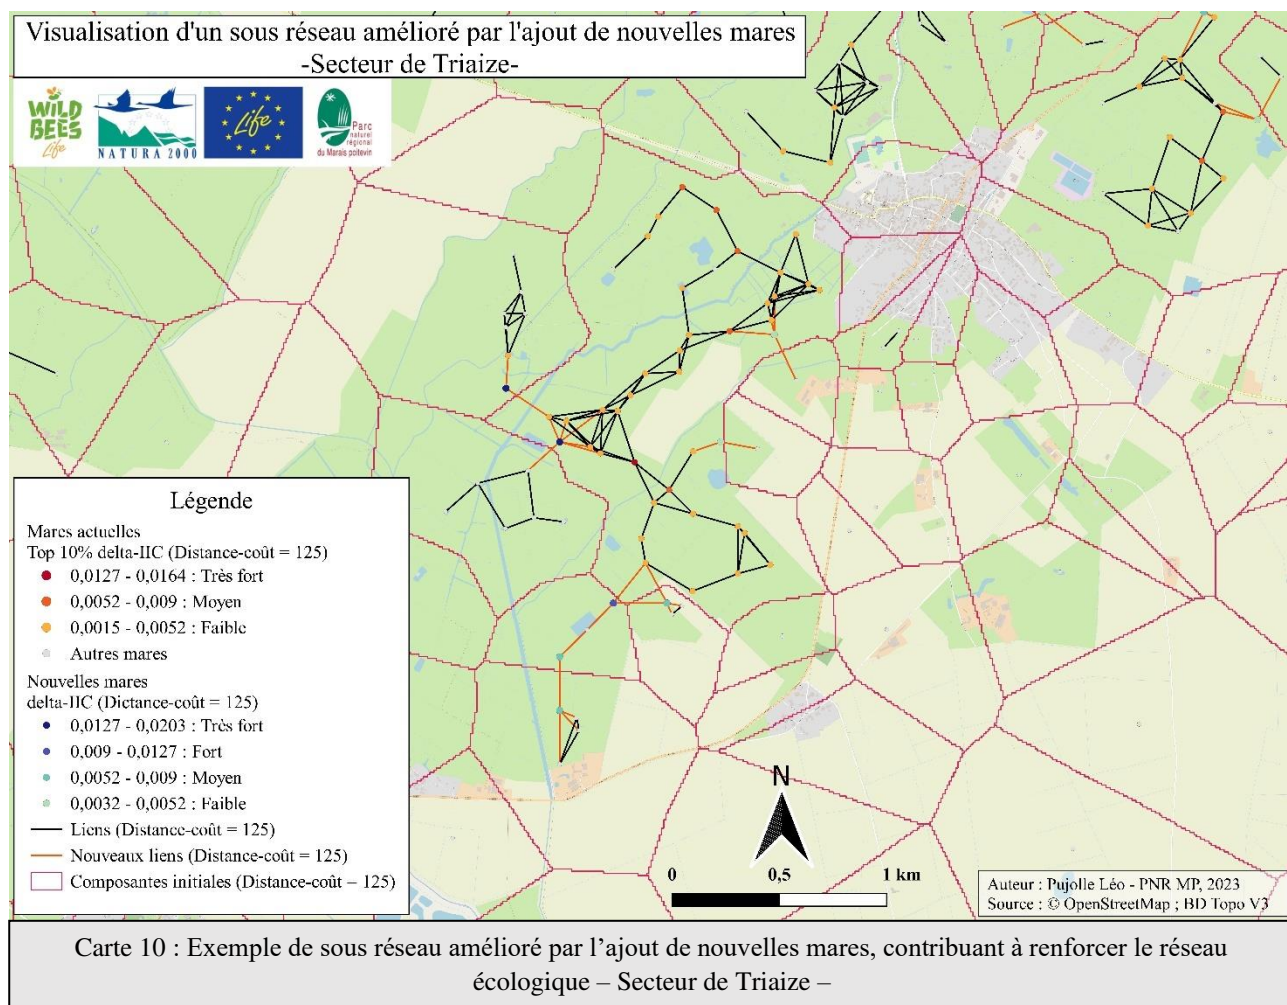 Visualisation d'un sous réseau amélioré par l'ajout de nouvelles mares
-Secteur de Triaize-
WILD
BEES
Life
NATURA 2000
Life
Parc
naturel
régional
du Marais poitevin
Légende
Mares actuelles
Top 10% delta-IIC (Distance-coût = 125)
0,0127 - 0,0164 : Très fort
0,0052 - 0,009 : Moyen
0,0015 - 0,0052 : Faible
Autres mares
Nouvelles mares
delta-IIC (Distance-coût = 125)
0,0127 - 0,0203 : Très fort
0,009 - 0,0127 : Fort
0,0052 - 0,009 : Moyen
0,0032 - 0,0052 : Faible
Liens (Distance-coût = 125)
Nouveaux liens (Distance-coût = 125)
Composantes initiales (Distance-coût = 125)
N
0 0,5 1 km
Auteur : Pujolle Léo - PNR MP, 2023
Source : © OpenStreetMap ; BD Topo V3
Carte 10 : Exemple de sous réseau amélioré par l’ajout de nouvelles mares, contribuant à renforcer le réseau
écologique – Secteur de Triaize –